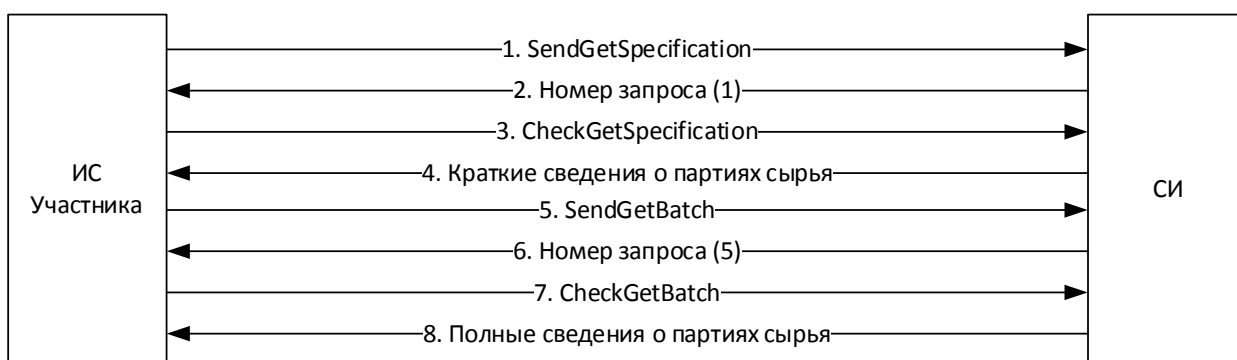 1. SendGetSpecification
2. Номер запроса (1)
3. CheckGetSpecification
4. Краткие сведения о партиях сырья
5. SendGetBatch
6. Номер запроса (5)
7. CheckGetBatch
8. Полные сведения о партиях сырья
ИС
Участника
СИ